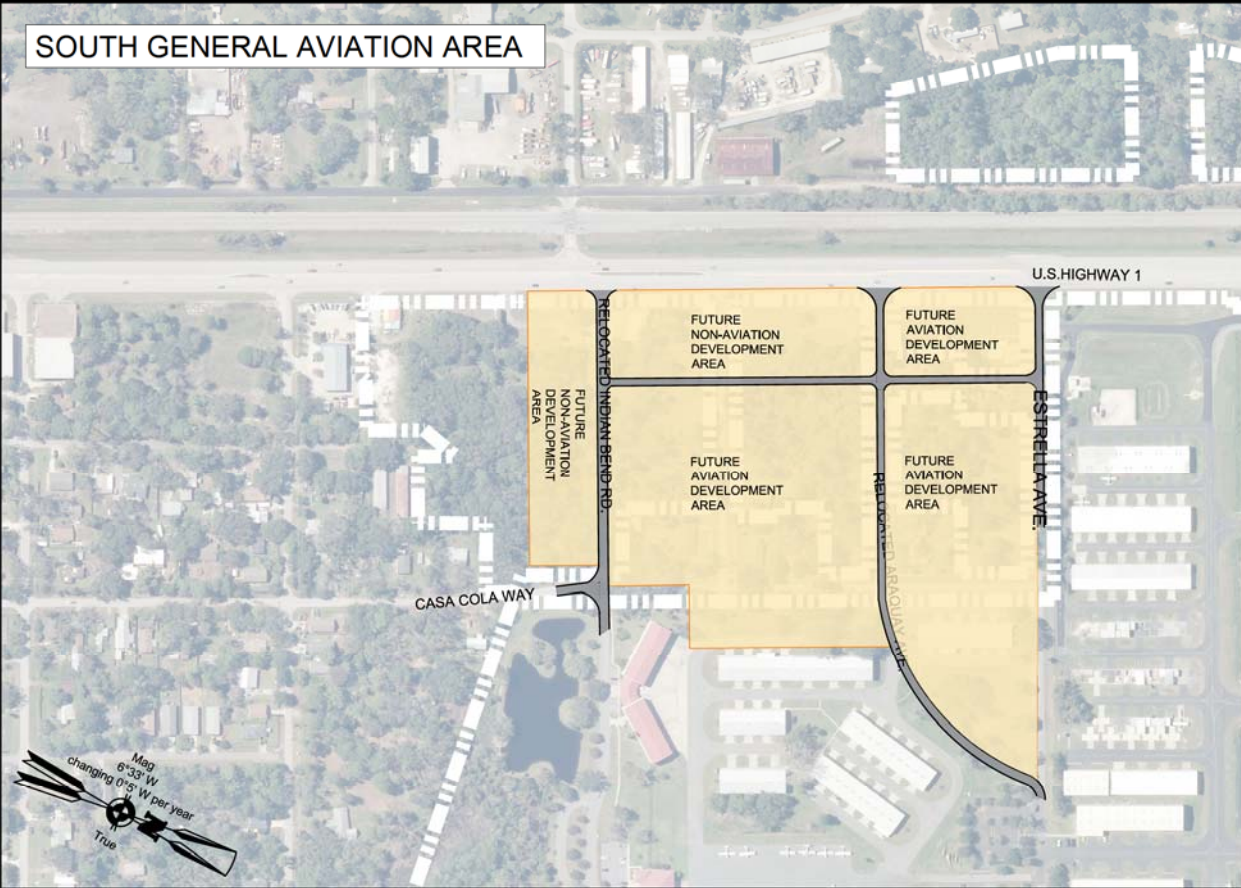 SOUTH GENERAL AVIATION AREA
U.S.HIGHWAY 1
RELOCATED INDIAN BEND RD.
FUTURE
NON-AVIATION
DEVELOPMENT
AREA
FUTURE
AVIATION
DEVELOPMENT
AREA
FUTURE
NON-AVIATION
DEVELOPMENT
AREA
ESTRELLA AVE.
FUTURE
AVIATION
DEVELOPMENT
AREA
FUTURE
AVIATION
DEVELOPMENT
AREA
RELOCATED ARAQUAY AVE.
CASA COLA WAY
Mag
6°33' W
changing 0°5' W per year
True
N